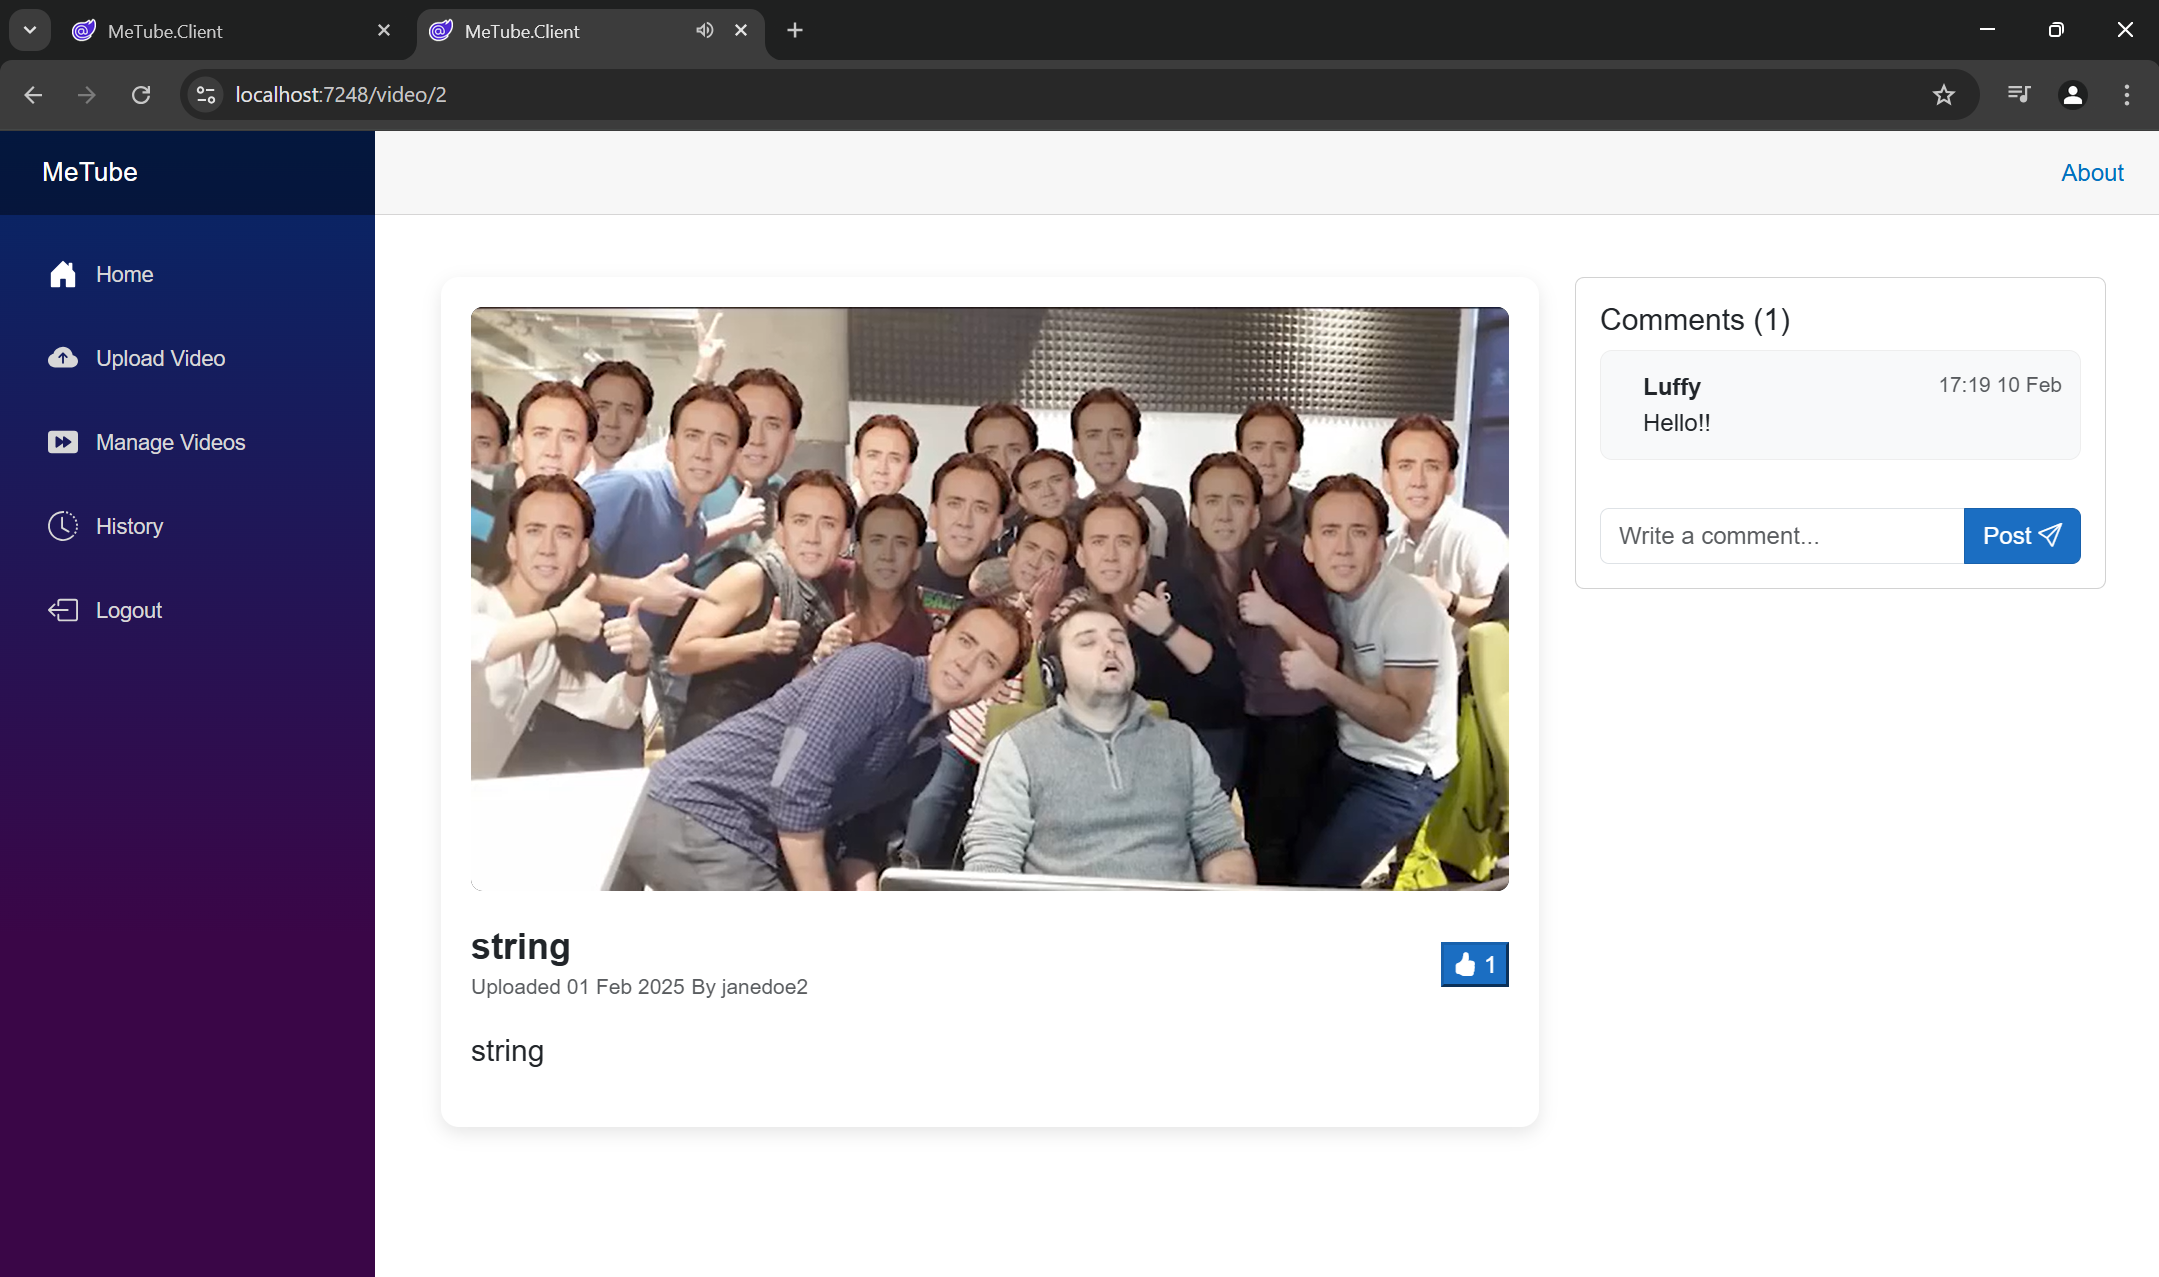 MeTube.Client
MeTube.Client
localhost:7248/video/2
MeTube
About
Home
Upload Video
Manage Videos
History
Logout
string
Uploaded 01 Feb 2025 By janedoe2
1
string
Comments (1)
Luffy
17:19 10 Feb
Hello!!
Write a comment...
Post